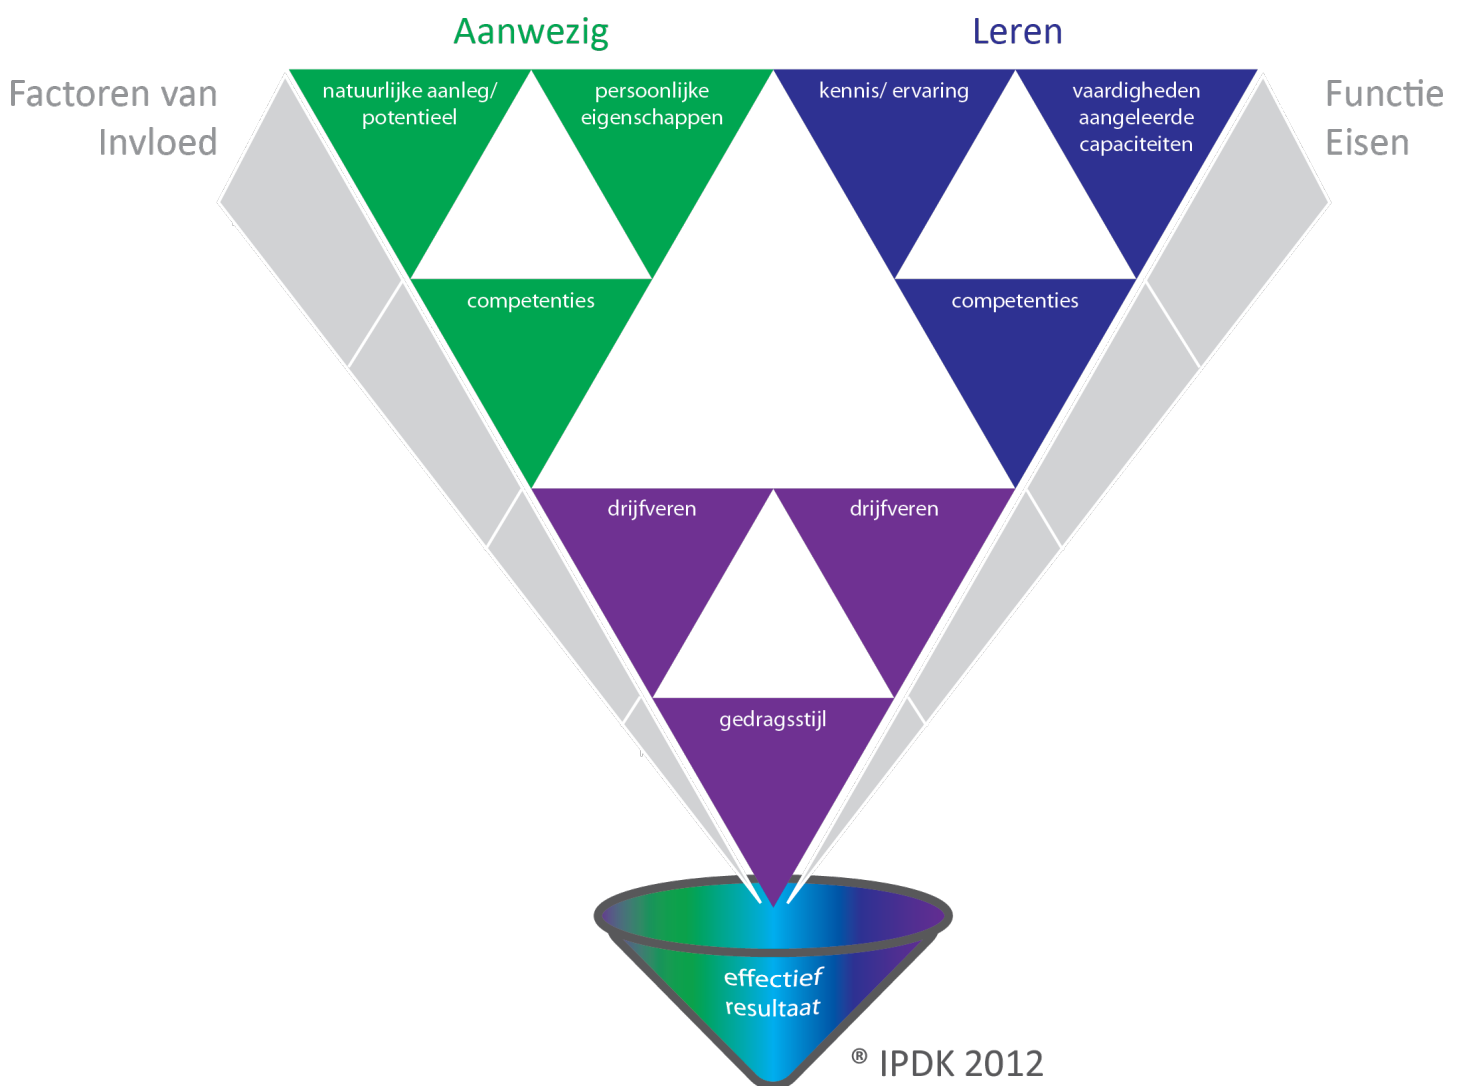 Aanwezig
Leren
Factoren van
Invloed
Functie
Eisen
natuurlijke aanleg/
potentieel
persoonlijke
eigenschappen
kennis/ ervaring
vaardigheden
aangeleerde
capaciteiten
competenties
competenties
drijfveren
drijfveren
gedragsstijl
effectief
resultaat
® IPDK 2012